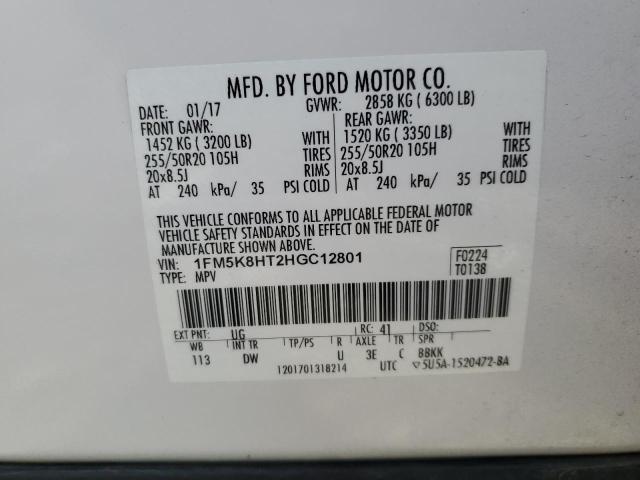 MFD. BY FORD MOTOR CO.
DATE: 01/17 GVWR: 2858 KG ( 6300 LB)
FRONT GAWR: REAR GAWR:
1452 KG ( 3200 LB) WITH 1520 KG ( 3350 LB) WITH
255/50R20 105H TIRES 255/50R20 105H TIRES
20x8.5J RIMS 20x8.5J RIMS
AT 240 kPa/ 35 PSI COLD AT 240 kPa/ 35 PSI COLD
THIS VEHICLE CONFORMS TO ALL APPLICABLE FEDERAL MOTOR
VEHICLE SAFETY STANDARDS IN EFFECT ON THE DATE OF
MANUFACTURE SHOWN ABOVE.
VIN: 1FM5K8HT2HGC12801 F0224
TYPE: MPV T0138
EXT PNT: UG RC: 41 DSO:
WB INT TR TP/PS R AXLE TR SPR
113 DW U 3E C BBKK
1201701318214 UTC ▽5U5A-1520472-BA